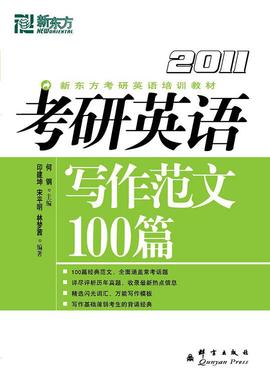 新东方
NEW ORIENTAL
2011
新东方考研英语培训教材
考研英语
写作范文
100篇
何钢 主编
印建坤 宋平明 林梦茜 编著
·100篇经典范文，全面涵盖常考话题
·详尽评析历年真题，收录最新热点信息
·精选闪光词汇，万能写作模板
·写作基础薄弱考生的背诵经典
群言出版社
Qunyan Press